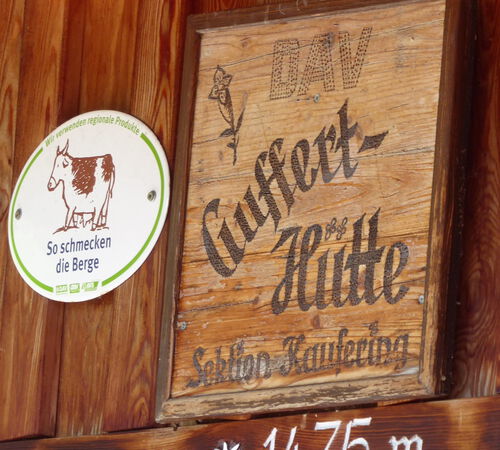 Wir verwenden regionale Produkte
So schmecken
die Berge
DAV
Guffert-
Hütte
Sektion Kaufering
1475 m